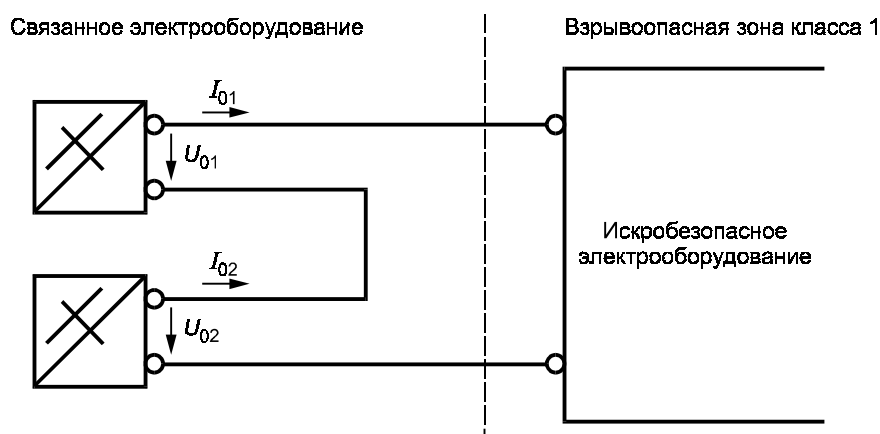 Связанное электрооборудование
Взрывоопасная зона класса 1
I01
U01
Искробезопасное
электрооборудование
I02
U02